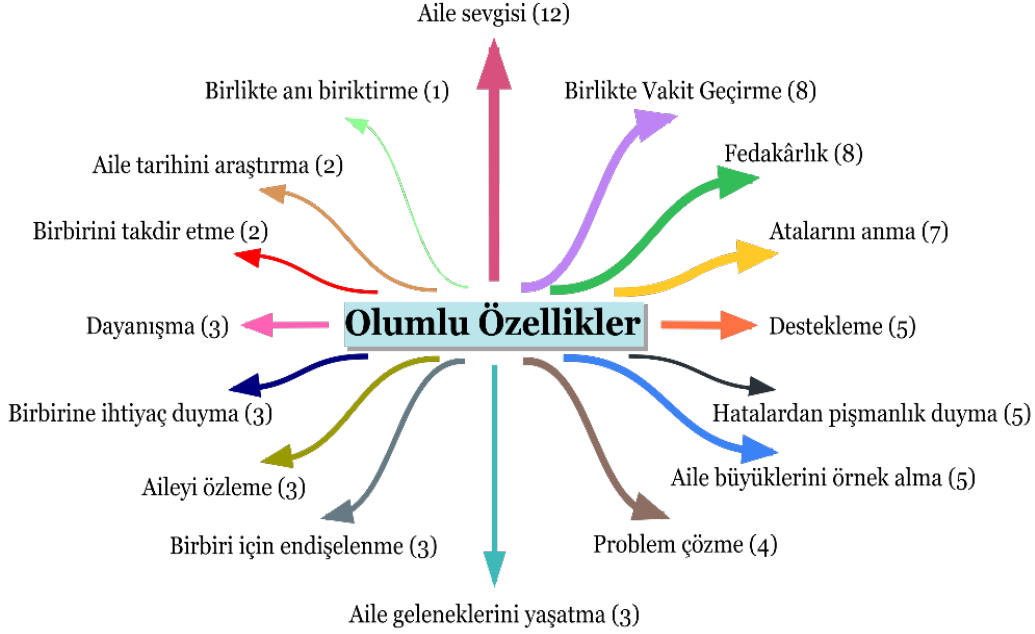 Aile sevgisi (12)
Birlikte anı biriktirme (1)
Birlikte Vakit Geçirme (8)
Aile tarihini araştırma (2)
Fedakârlık (8)
Birbirini takdir etme (2)
Atalarını anma (7)
Olumlu Özellikler
Dayanışma (3)
Destekleme (5)
Birbirine ihtiyaç duyma (3)
Hatalardan pişmanlık duyma (5)
Aileyi özleme (3)
Aile büyüklerini örnek alma (5)
Birbiri için endişelenme (3)
Problem çözme (4)
Aile geleneklerini yaşatma (3)